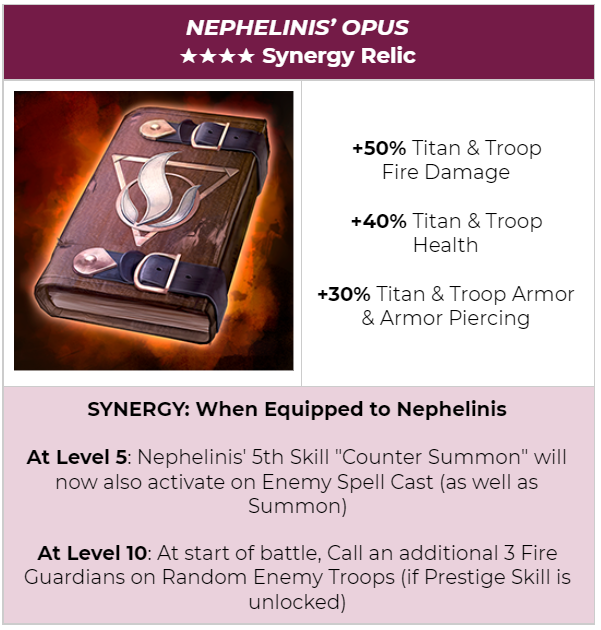 NEPHELINIS’ OPUS
★★★★ Synergy Relic
+50% Titan & Troop
Fire Damage
+40% Titan & Troop
Health
+30% Titan & Troop Armor
& Armor Piercing
SYNERGY: When Equipped to Nephelinis
At Level 5: Nephelinis' 5th Skill "Counter Summon" will
now also activate on Enemy Spell Cast (as well as
Summon)
At Level 10: At start of battle, Call an additional 3 Fire
Guardians on Random Enemy Troops (if Prestige Skill is
unlocked)